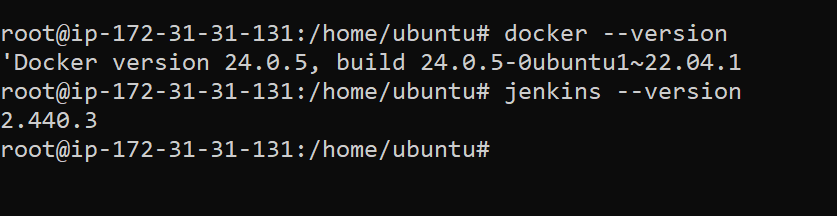 root@ip-172-31-31-131:/home/ubuntu# docker --version
'Docker version 24.0.5, build 24.0.5-0ubuntu1~22.04.1
root@ip-172-31-31-131:/home/ubuntu# jenkins --version
2.440.3
root@ip-172-31-31-131:/home/ubuntu#